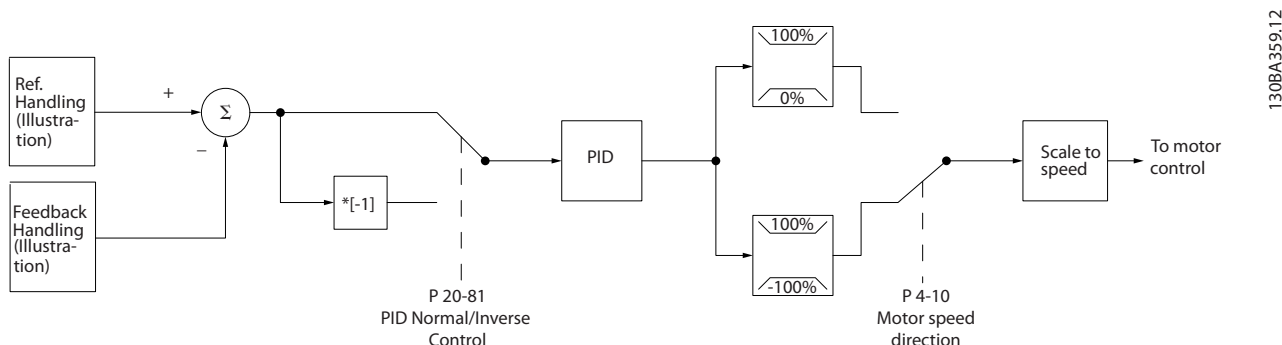 130BA359.12
Ref.
Handling
(Illustra-
tion)
+
Σ
−
Feedback
Handling
(Illustra-
tion)
*[-1]
P 20-81
PID Normal/Inverse
Control
PID
100%
0%
100%
-100%
P 4-10
Motor speed
direction
Scale to
speed
To motor
control